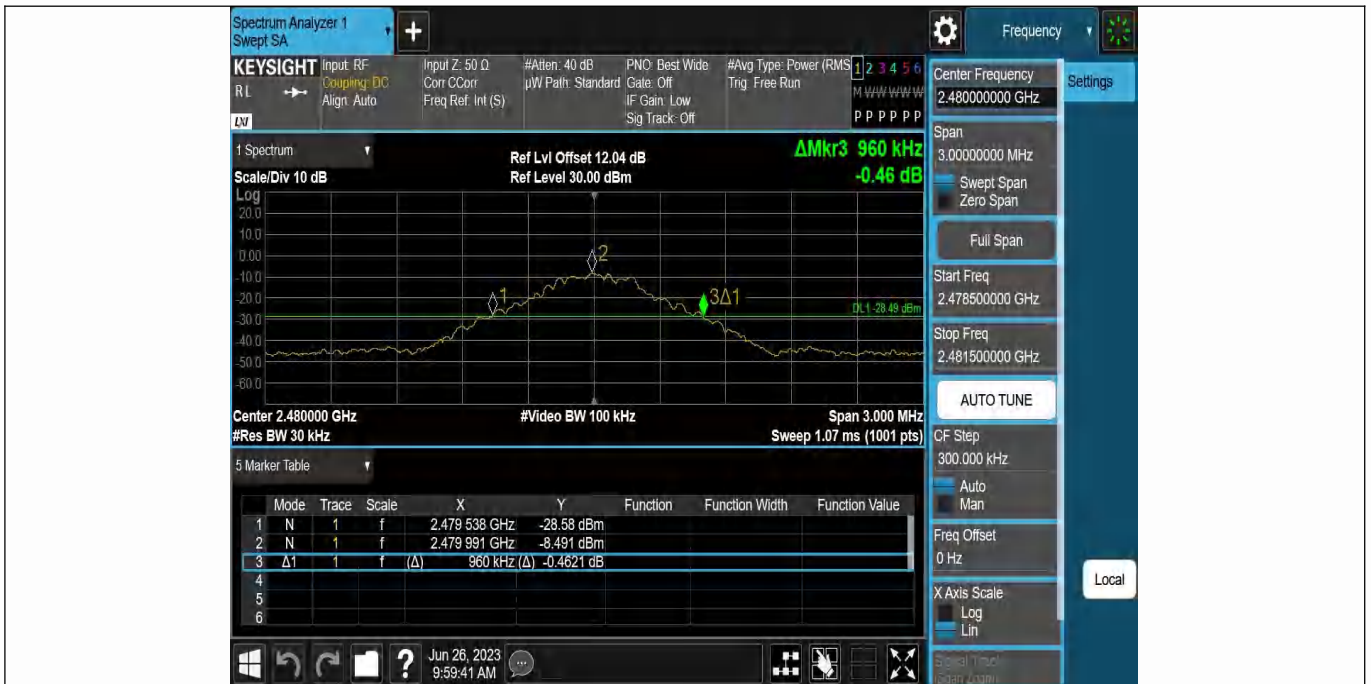 Spectrum Analyzer 1
Swept SA
+
Frequency
KEYSIGHT
RL
LXI
Input: RF
Coupling: DC
Align: Auto
Input Z: 50 Ω
Corr CCorr
Freq Ref: Int (S)
#Atten: 40 dB
µW Path: Standard
PNO: Best Wide
Gate: Off
IF Gain: Low
Sig Track: Off
#Avg Type: Power (RMS
Trig: Free Run
1 2 3 4 5 6
M W W W W W
P P P P P P
1 Spectrum
Scale/Div 10 dB
Ref Lvl Offset 12.04 dB
Ref Level 30.00 dBm
ΔMkr3 960 kHz
-0.46 dB
Log
20.0
10.0
0.00
-10.0
-20.0
-30.0
-40.0
-50.0
-60.0
1
2
3Δ1
DL1 -28.49 dBm
Center 2.480000 GHz
#Video BW 100 kHz
Span 3.000 MHz
#Res BW 30 kHz
Sweep 1.07 ms (1001 pts)
5 Marker Table
Mode Trace Scale X Y Function Function Width Function Value
1 N 1 f 2.479 538 GHz -28.58 dBm
2 N 1 f 2.479 991 GHz -8.491 dBm
3 Δ1 1 f (Δ) 960 kHz (Δ) -0.4621 dB
4
5
6
?
Jun 26, 2023
9:59:41 AM
Center Frequency
2.480000000 GHz
Span
3.00000000 MHz
Swept Span
Zero Span
Full Span
Start Freq
2.478500000 GHz
Stop Freq
2.481500000 GHz
AUTO TUNE
CF Step
300.000 kHz
Auto
Man
Freq Offset
0 Hz
X Axis Scale
Log
Lin
Signal Track
(Span Zoom)
Settings
Local